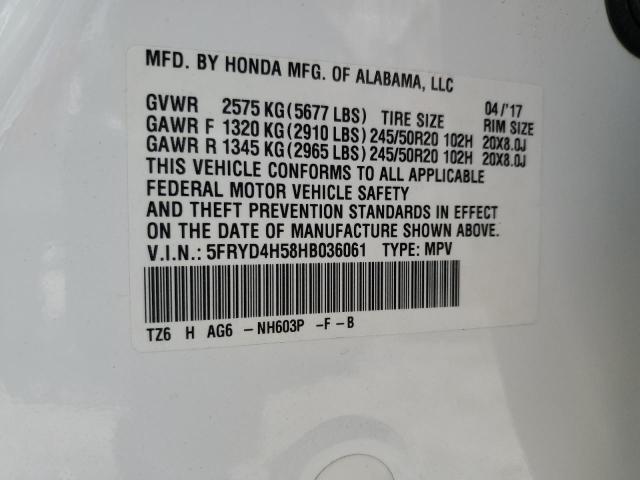 MFD. BY HONDA MFG. OF ALABAMA, LLC
GVWR 2575 KG(5677 LBS) TIRE SIZE 04/'17 RIM SIZE
GAWR F 1320 KG(2910 LBS)245/50R20 102H 20X8.0J
GAWR R 1345 KG(2965 LBS)245/50R20 102H 20X8.0J
THIS VEHICLE CONFORMS TO ALL APPLICABLE
FEDERAL MOTOR VEHICLE SAFETY
AND THEFT PREVENTION STANDARDS IN EFFECT
ON THE DATE OF MANUFACTURE SHOWN ABOVE.
V.I.N.: 5FRYD4H58HB036061 TYPE: MPV
TZ6 H AG6 -NH603P -F-B